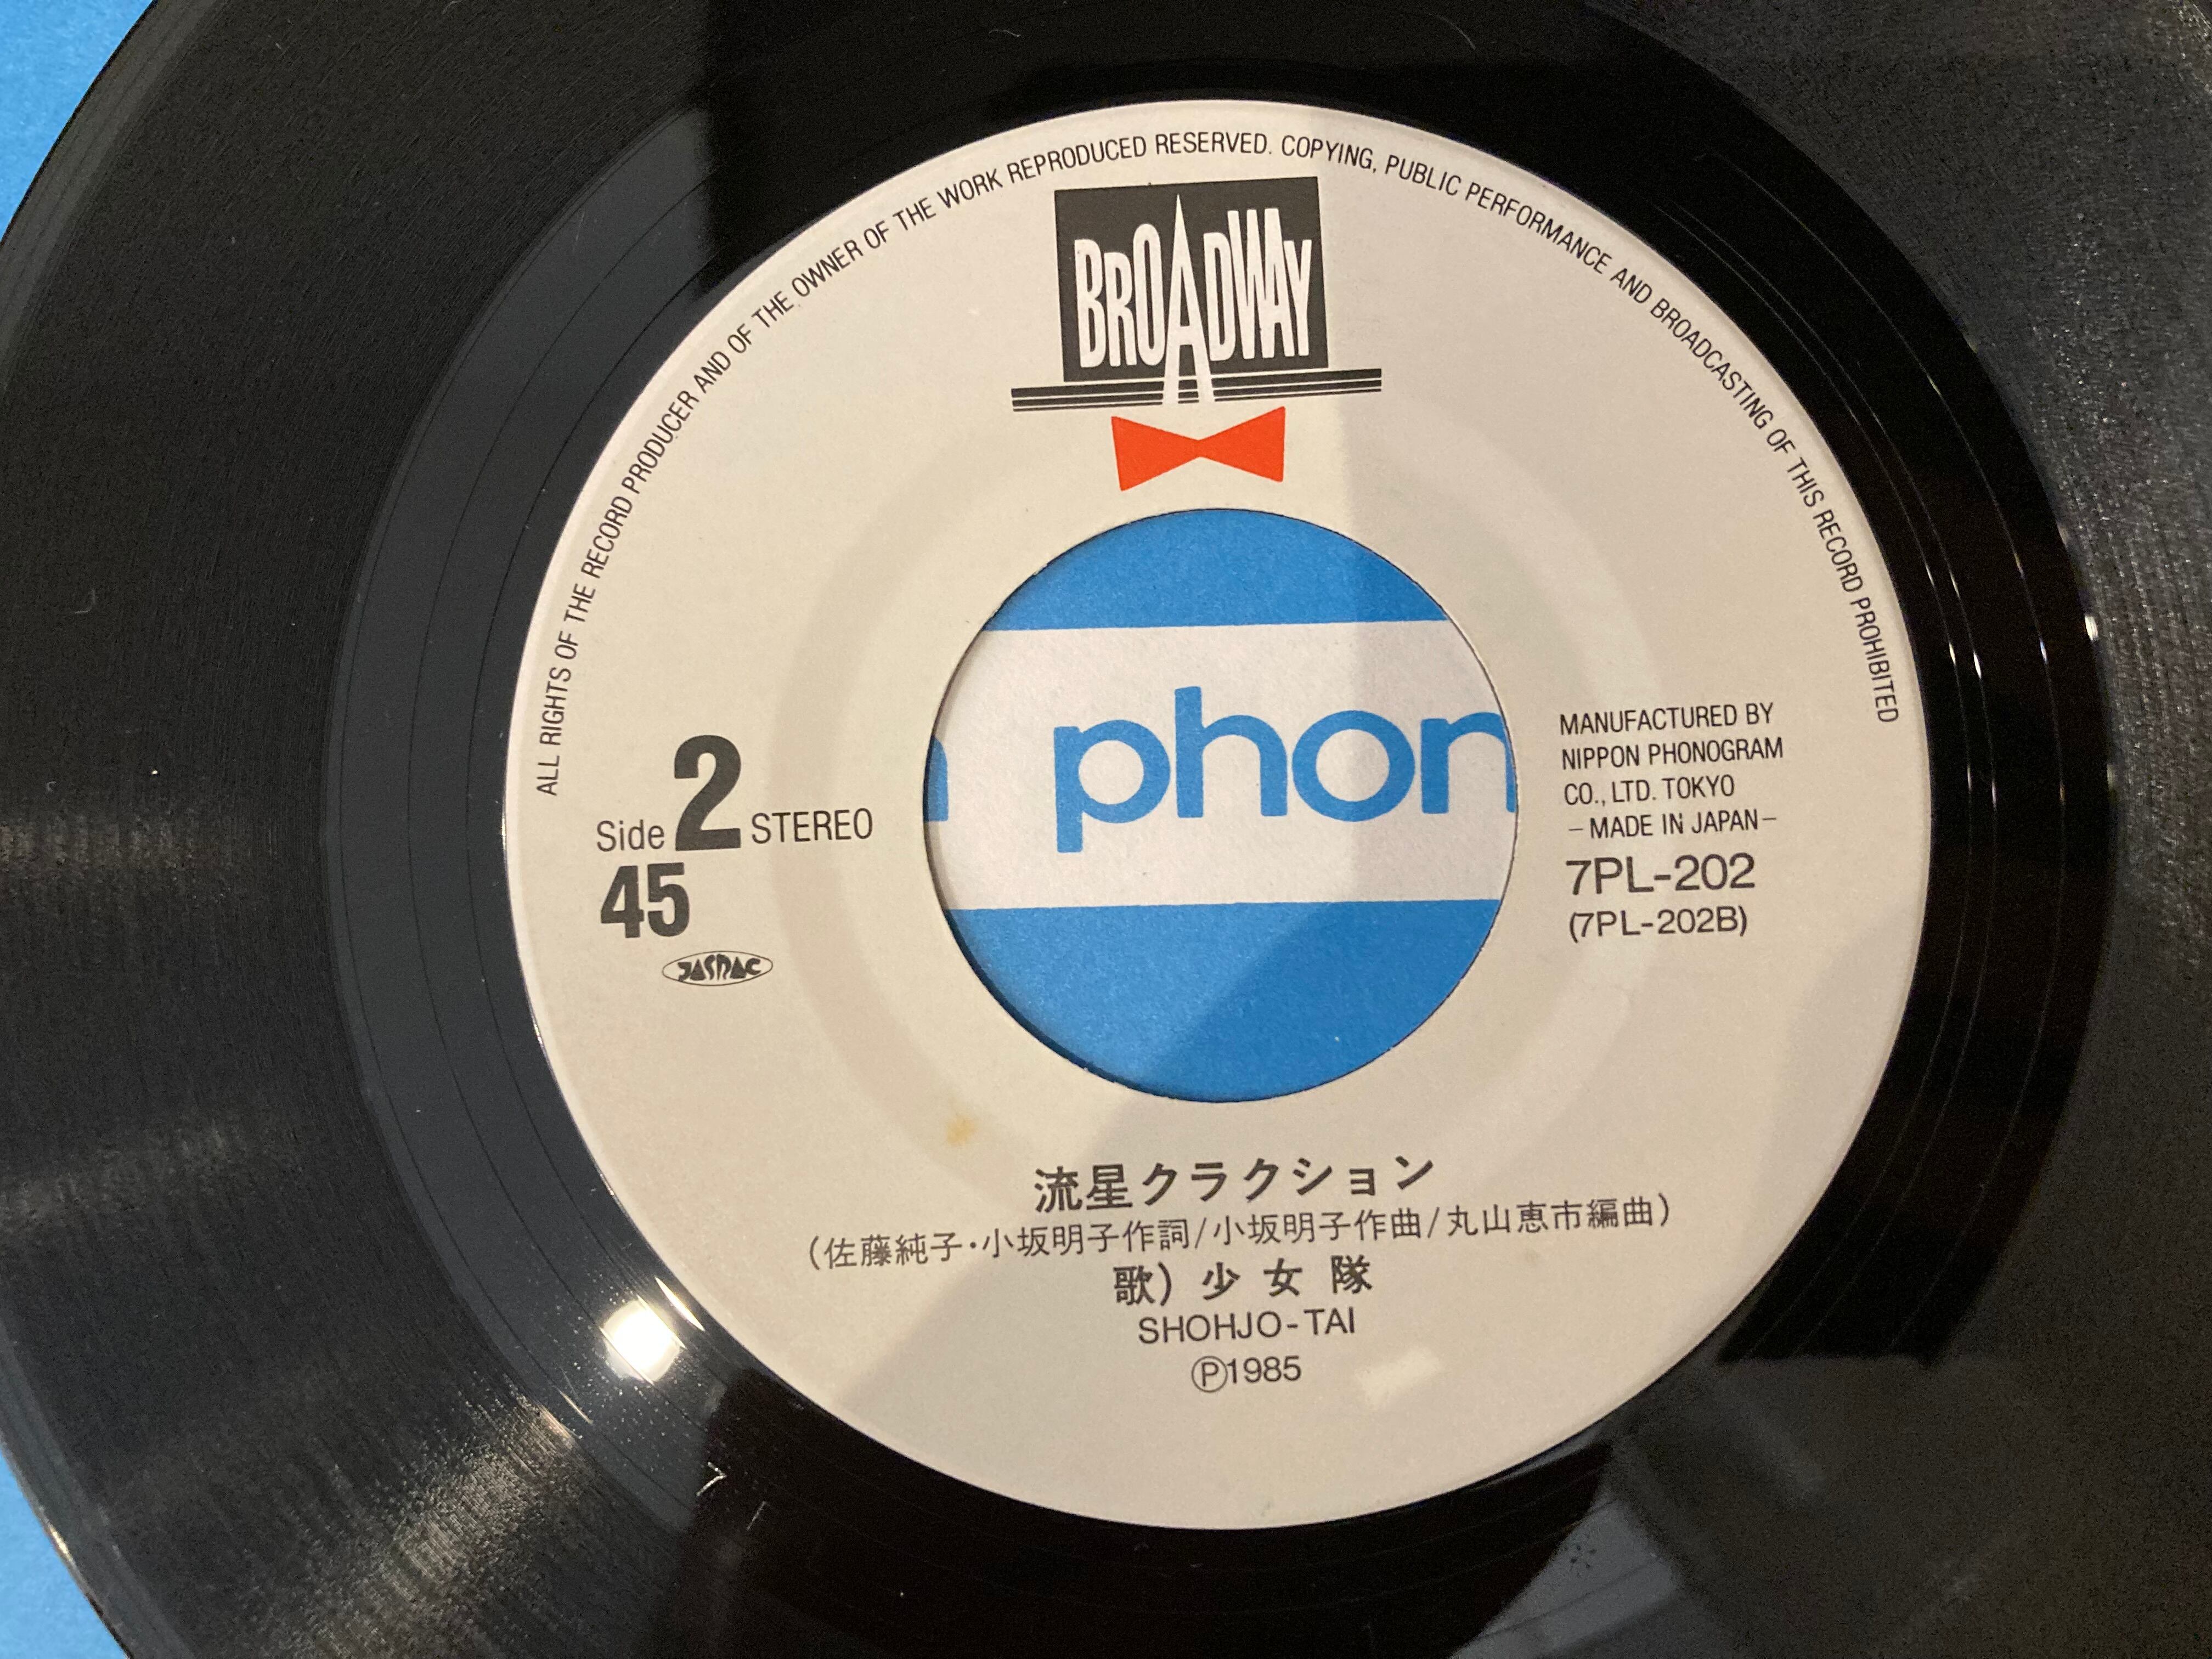 ALL RIGHTS OF THE RECORD PRODUCER AND OF THE OWNER OF THE WORK REPRODUCED RESERVED. COPYING, PUBLIC PERFORMANCE AND BROADCASTING OF THIS RECORD PROHIBITED
BROADWAY
phon
Side 2 STEREO
45
JASRAC
MANUFACTURED BY
NIPPON PHONOGRAM
CO., LTD. TOKYO
–MADE IN JAPAN–
7PL-202
(7PL-202B)
流星クラクション
(佐藤純子・小坂明子作詞/小坂明子作曲/丸山恵市編曲)
歌) 少女隊
SHOHJO-TAI
Ⓟ1985